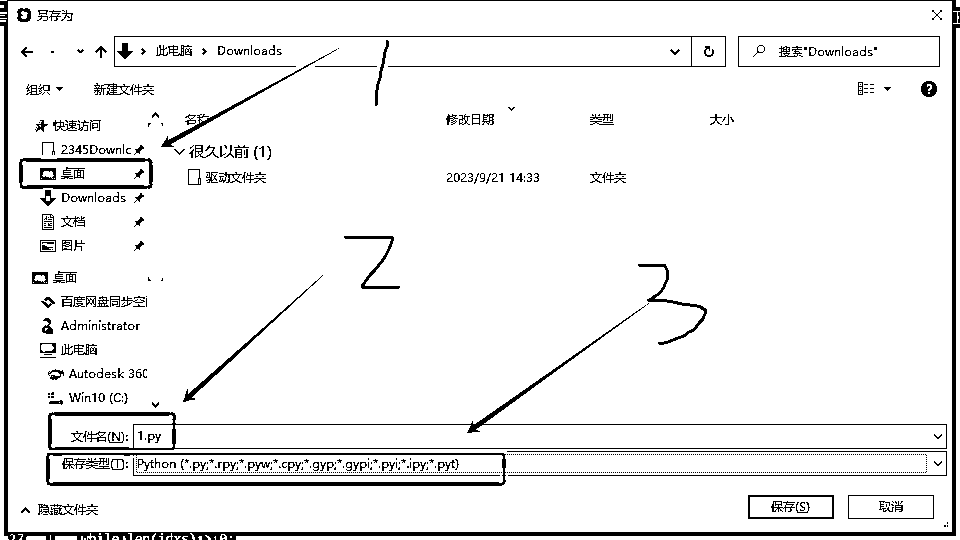 另存为
此电脑 > Downloads
搜索"Downloads"
组织 新建文件夹
快速访问
名称 修改日期 类型 大小
2345Downlc
很久以前 (1)
桌面
驱动文件夹 2023/9/21 14:33 文件夹
Downloads
文档
图片
桌面
百度网盘同步空间
Administrator
此电脑
Autodesk 360
Win10 (C:)
1
2
3
文件名(N): 1.py
保存类型(T): Python (*.py;*.rpy;*.pyw;*.cpy;*.gyp;*.gypi;*.pyi;*.ipy;*.pyt)
隐藏文件夹
保存(S) 取消
while len(idxs) > 0: